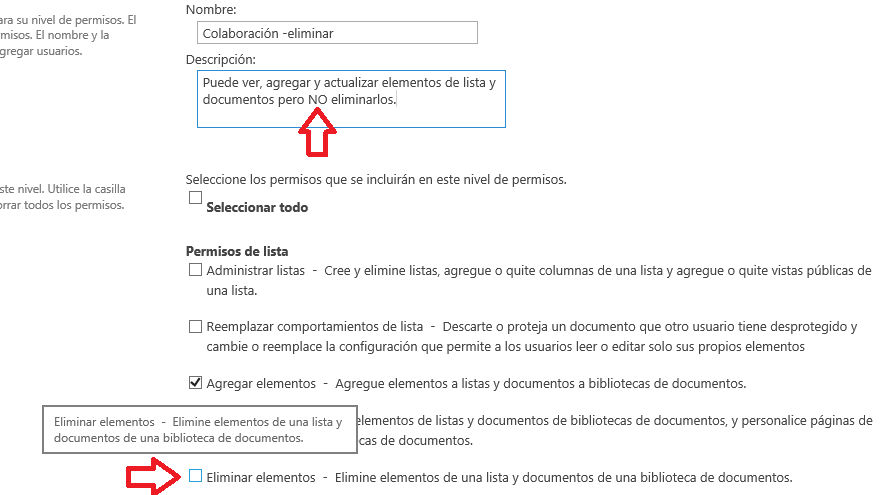 ara su nivel de permisos. El
misos. El nombre y la
gregar usuarios.
Nombre:
Colaboración -eliminar
Descripción:
Puede ver, agregar y actualizar elementos de lista y
documentos pero NO eliminarlos.
ste nivel. Utilice la casilla
orrar todos los permisos.
Seleccione los permisos que se incluirán en este nivel de permisos.
Seleccionar todo
Permisos de lista
Administrar listas - Cree y elimine listas, agregue o quite columnas de una lista y agregue o quite vistas públicas de
una lista.
Reemplazar comportamientos de lista - Descarte o proteja un documento que otro usuario tiene desprotegido y
cambie o reemplace la configuración que permite a los usuarios leer o editar solo sus propios elementos
Agregar elementos - Agregue elementos a listas y documentos a bibliotecas de documentos.
elementos de listas y documentos de bibliotecas de documentos, y personalice páginas de
ecas de documentos.
Eliminar elementos - Elimine elementos de una lista y
documentos de una biblioteca de documentos.
Eliminar elementos - Elimine elementos de una lista y documentos de una biblioteca de documentos.